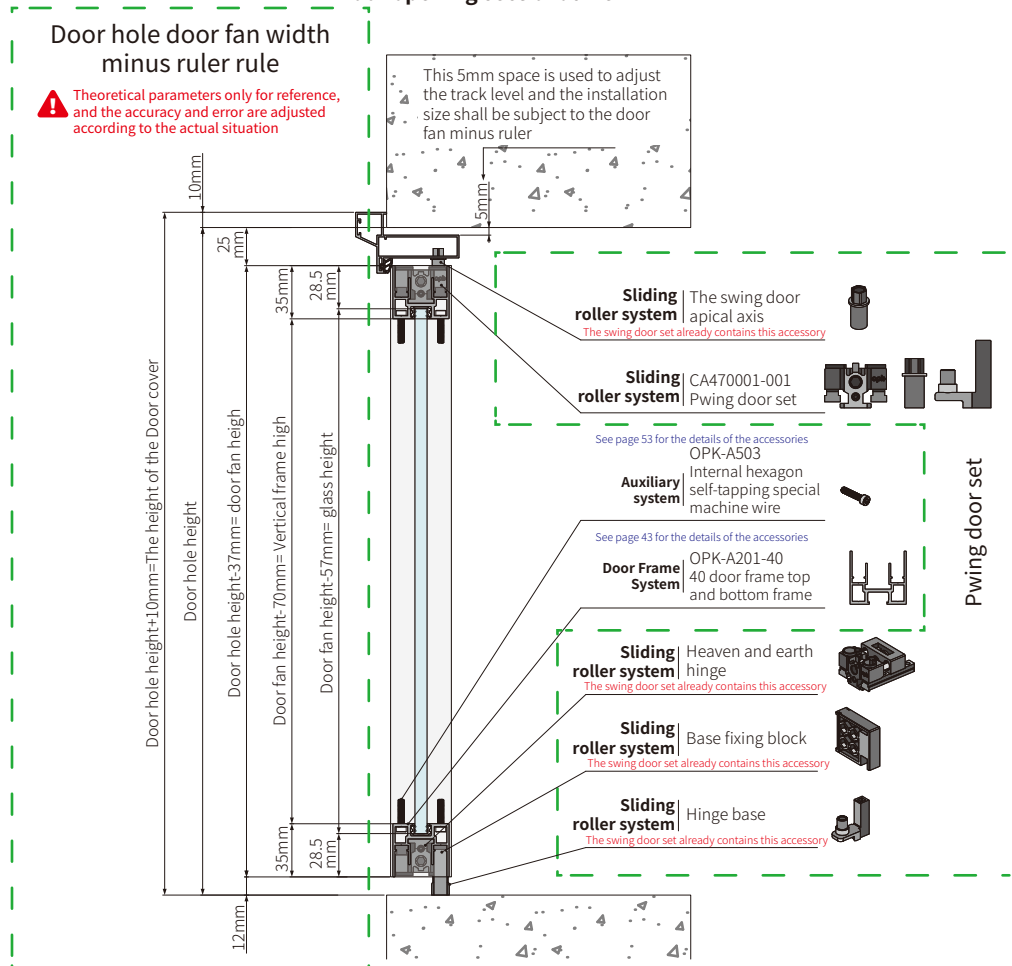 Door hole door fan width
minus ruler rule
Theoretical parameters only for reference,
and the accuracy and error are adjusted
according to the actual situation
This 5mm space is used to adjust
the track level and the installation
size shall be subject to the door
fan minus ruler
10mm
5mm
25
mm
35mm
28.5
mm
Door hole height+10mm=The height of the Door cover
Door hole height
Door hole height-37mm= door fan heigh
Door fan height-70mm= Vertical frame high
Door fan height-57mm= glass height
35mm
28.5
mm
12mm
Sliding
roller system
The swing door
apical axis
The swing door set already contains this accessory
Sliding
roller system
CA470001-001
Pwing door set
See page 53 for the details of the accessories
Auxiliary
system
OPK-A503
Internal hexagon
self-tapping special
machine wire
See page 43 for the details of the accessories
Door Frame
System
OPK-A201-40
40 door frame top
and bottom frame
Sliding
roller system
Heaven and earth
hinge
The swing door set already contains this accessory
Sliding
roller system
Base fixing block
The swing door set already contains this accessory
Sliding
roller system
Hinge base
The swing door set already contains this accessory
Pwing door set